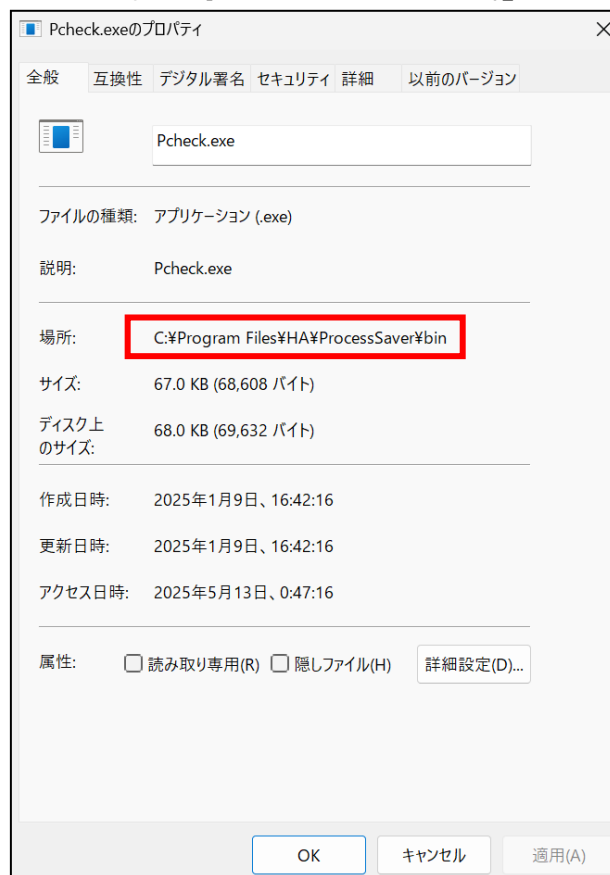 Pcheck.exeのプロパティ
全般 互換性 デジタル署名 セキュリティ 詳細 以前のバージョン
Pcheck.exe
ファイルの種類: アプリケーション (.exe)
説明: Pcheck.exe
場所: C:¥Program Files¥HA¥ProcessSaver¥bin
サイズ: 67.0 KB (68,608 バイト)
ディスク上
のサイズ: 68.0 KB (69,632 バイト)
作成日時: 2025年1月9日、16:42:16
更新日時: 2025年1月9日、16:42:16
アクセス日時: 2025年5月13日、0:47:16
属性: 読み取り専用(R) 隠しファイル(H) 詳細設定(D)...
OK キャンセル 適用(A)